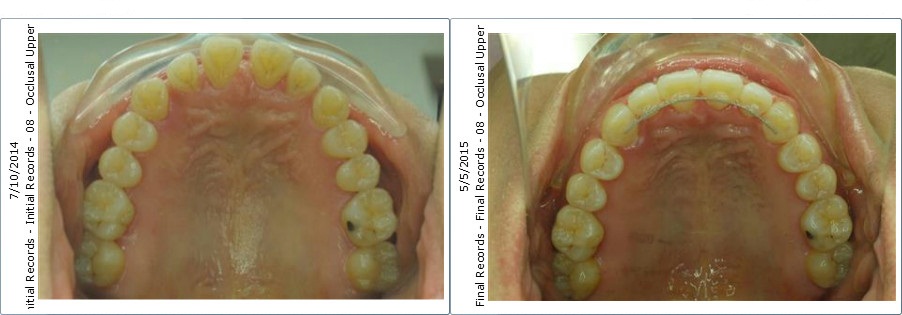 7/10/2014
itial Records - Initial Records - 08 - Occlusal Upper
5/5/2015
Final Records - Final Records - 08 - Occlusal Upper